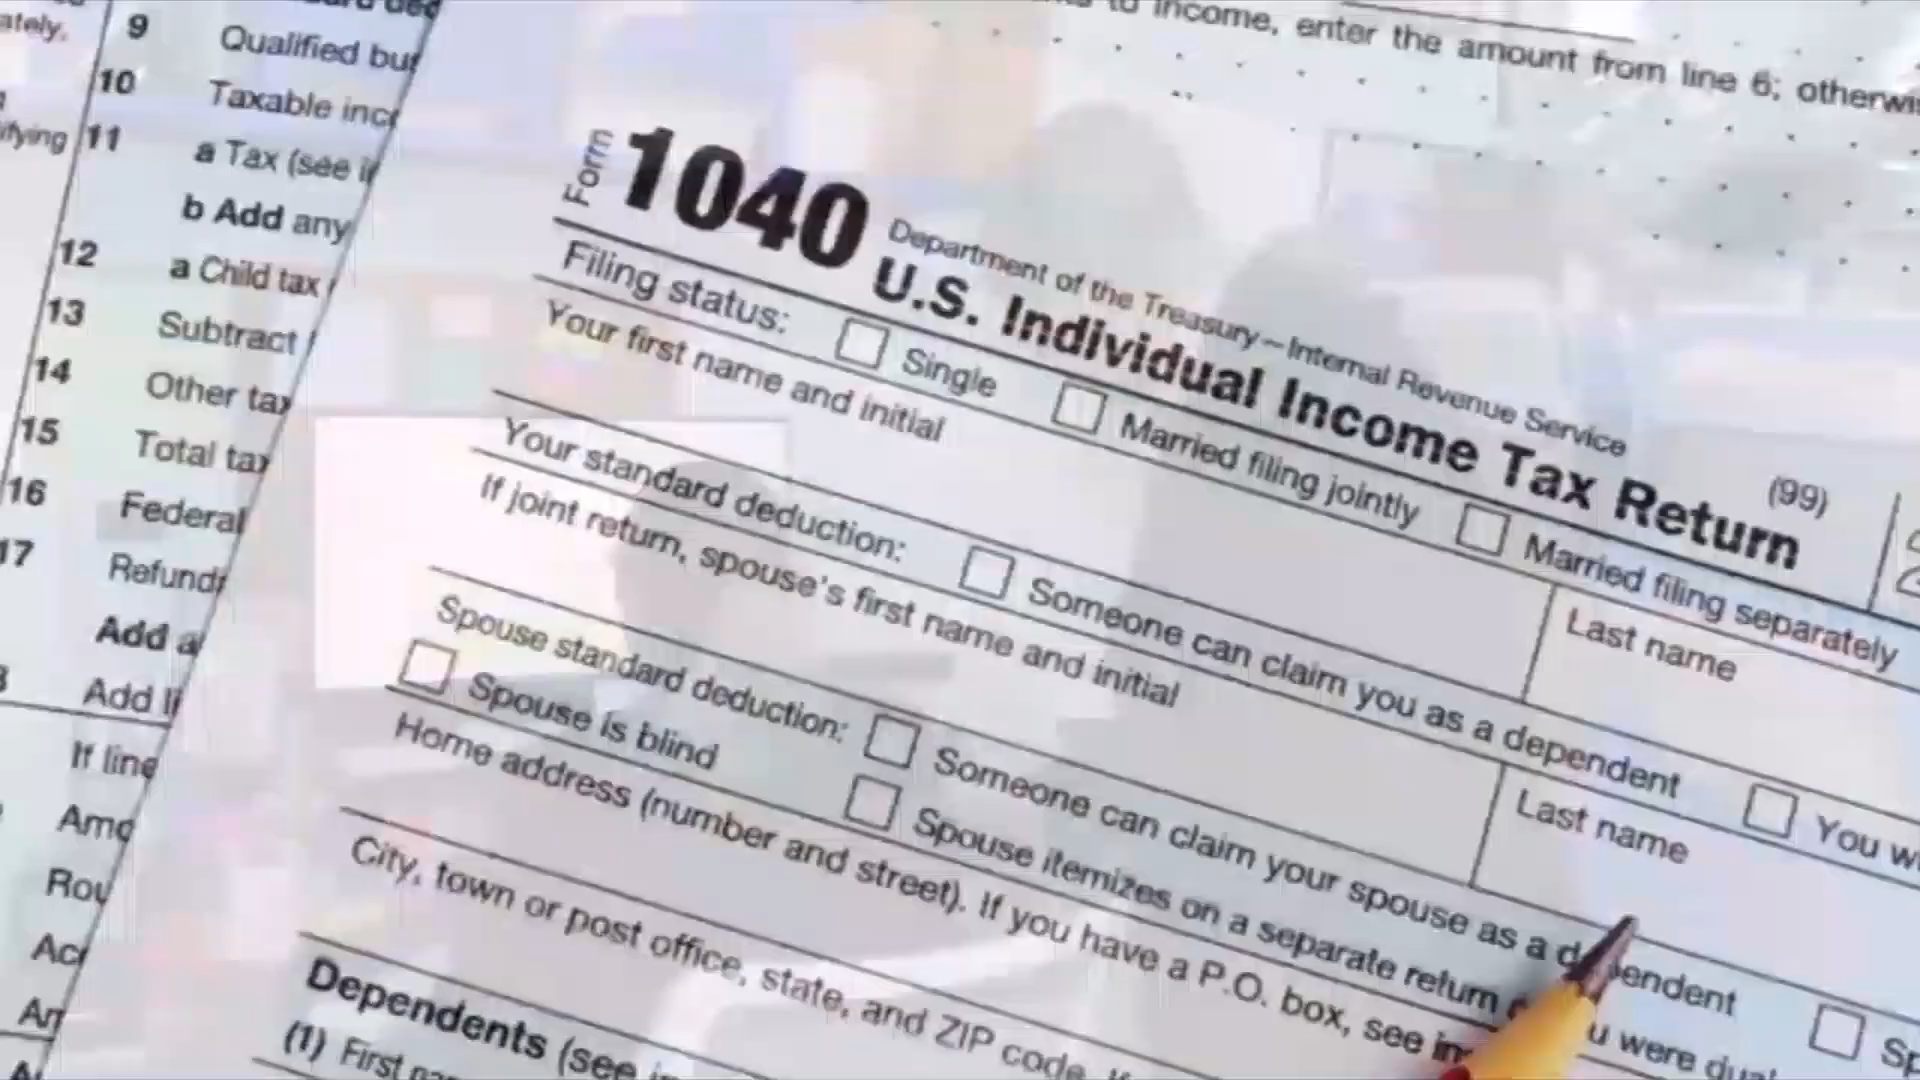 to income, enter the amount from line 6;
9 Qualified
10 Taxable
11 a Tax (see
b Add any
12 a Child tax
13 Subtract
14 Other tax
15 Total tax
16 Federal
17
Add
Add
If line
Form 1040 Department of the Treasury—Internal Revenue Service
U.S. Individual Income Tax Return (99)
Filing status: Single Married filing jointly Married filing separately
Your first name and initial Last name
Your standard deduction: Someone can claim you as a dependent You
If joint return, spouse's first name and initial Last name
Spouse standard deduction: Someone can claim your spouse as a dependent
Spouse is blind Spouse itemizes on a separate return were
Home address (number and street). If you have a P.O. box, see
City, town or post office, state, and ZIP code.
Dependents (see
(1) First